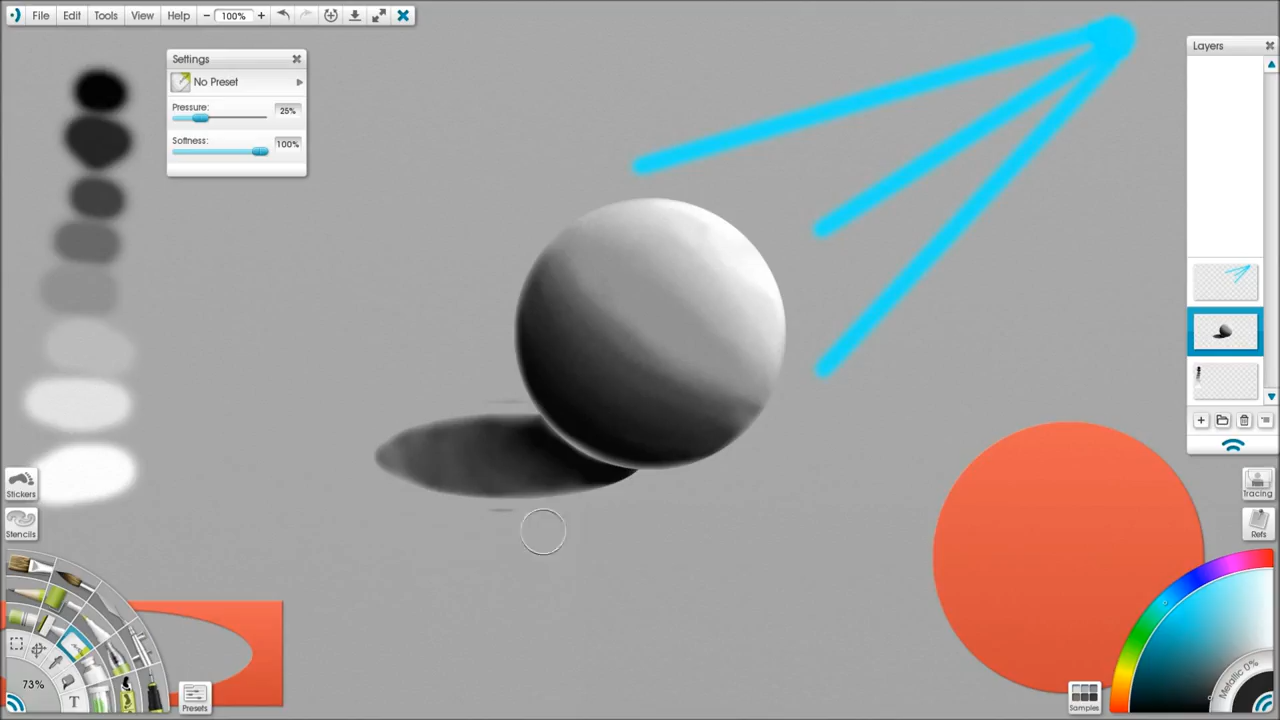 File Edit Tools View Help 100%
Layers
Settings
No Preset
Pressure:
25%
Softness:
100%
Stickers
Stencils
Tracing
Refs
73%
T
Presets
Samples
Metallic 0%